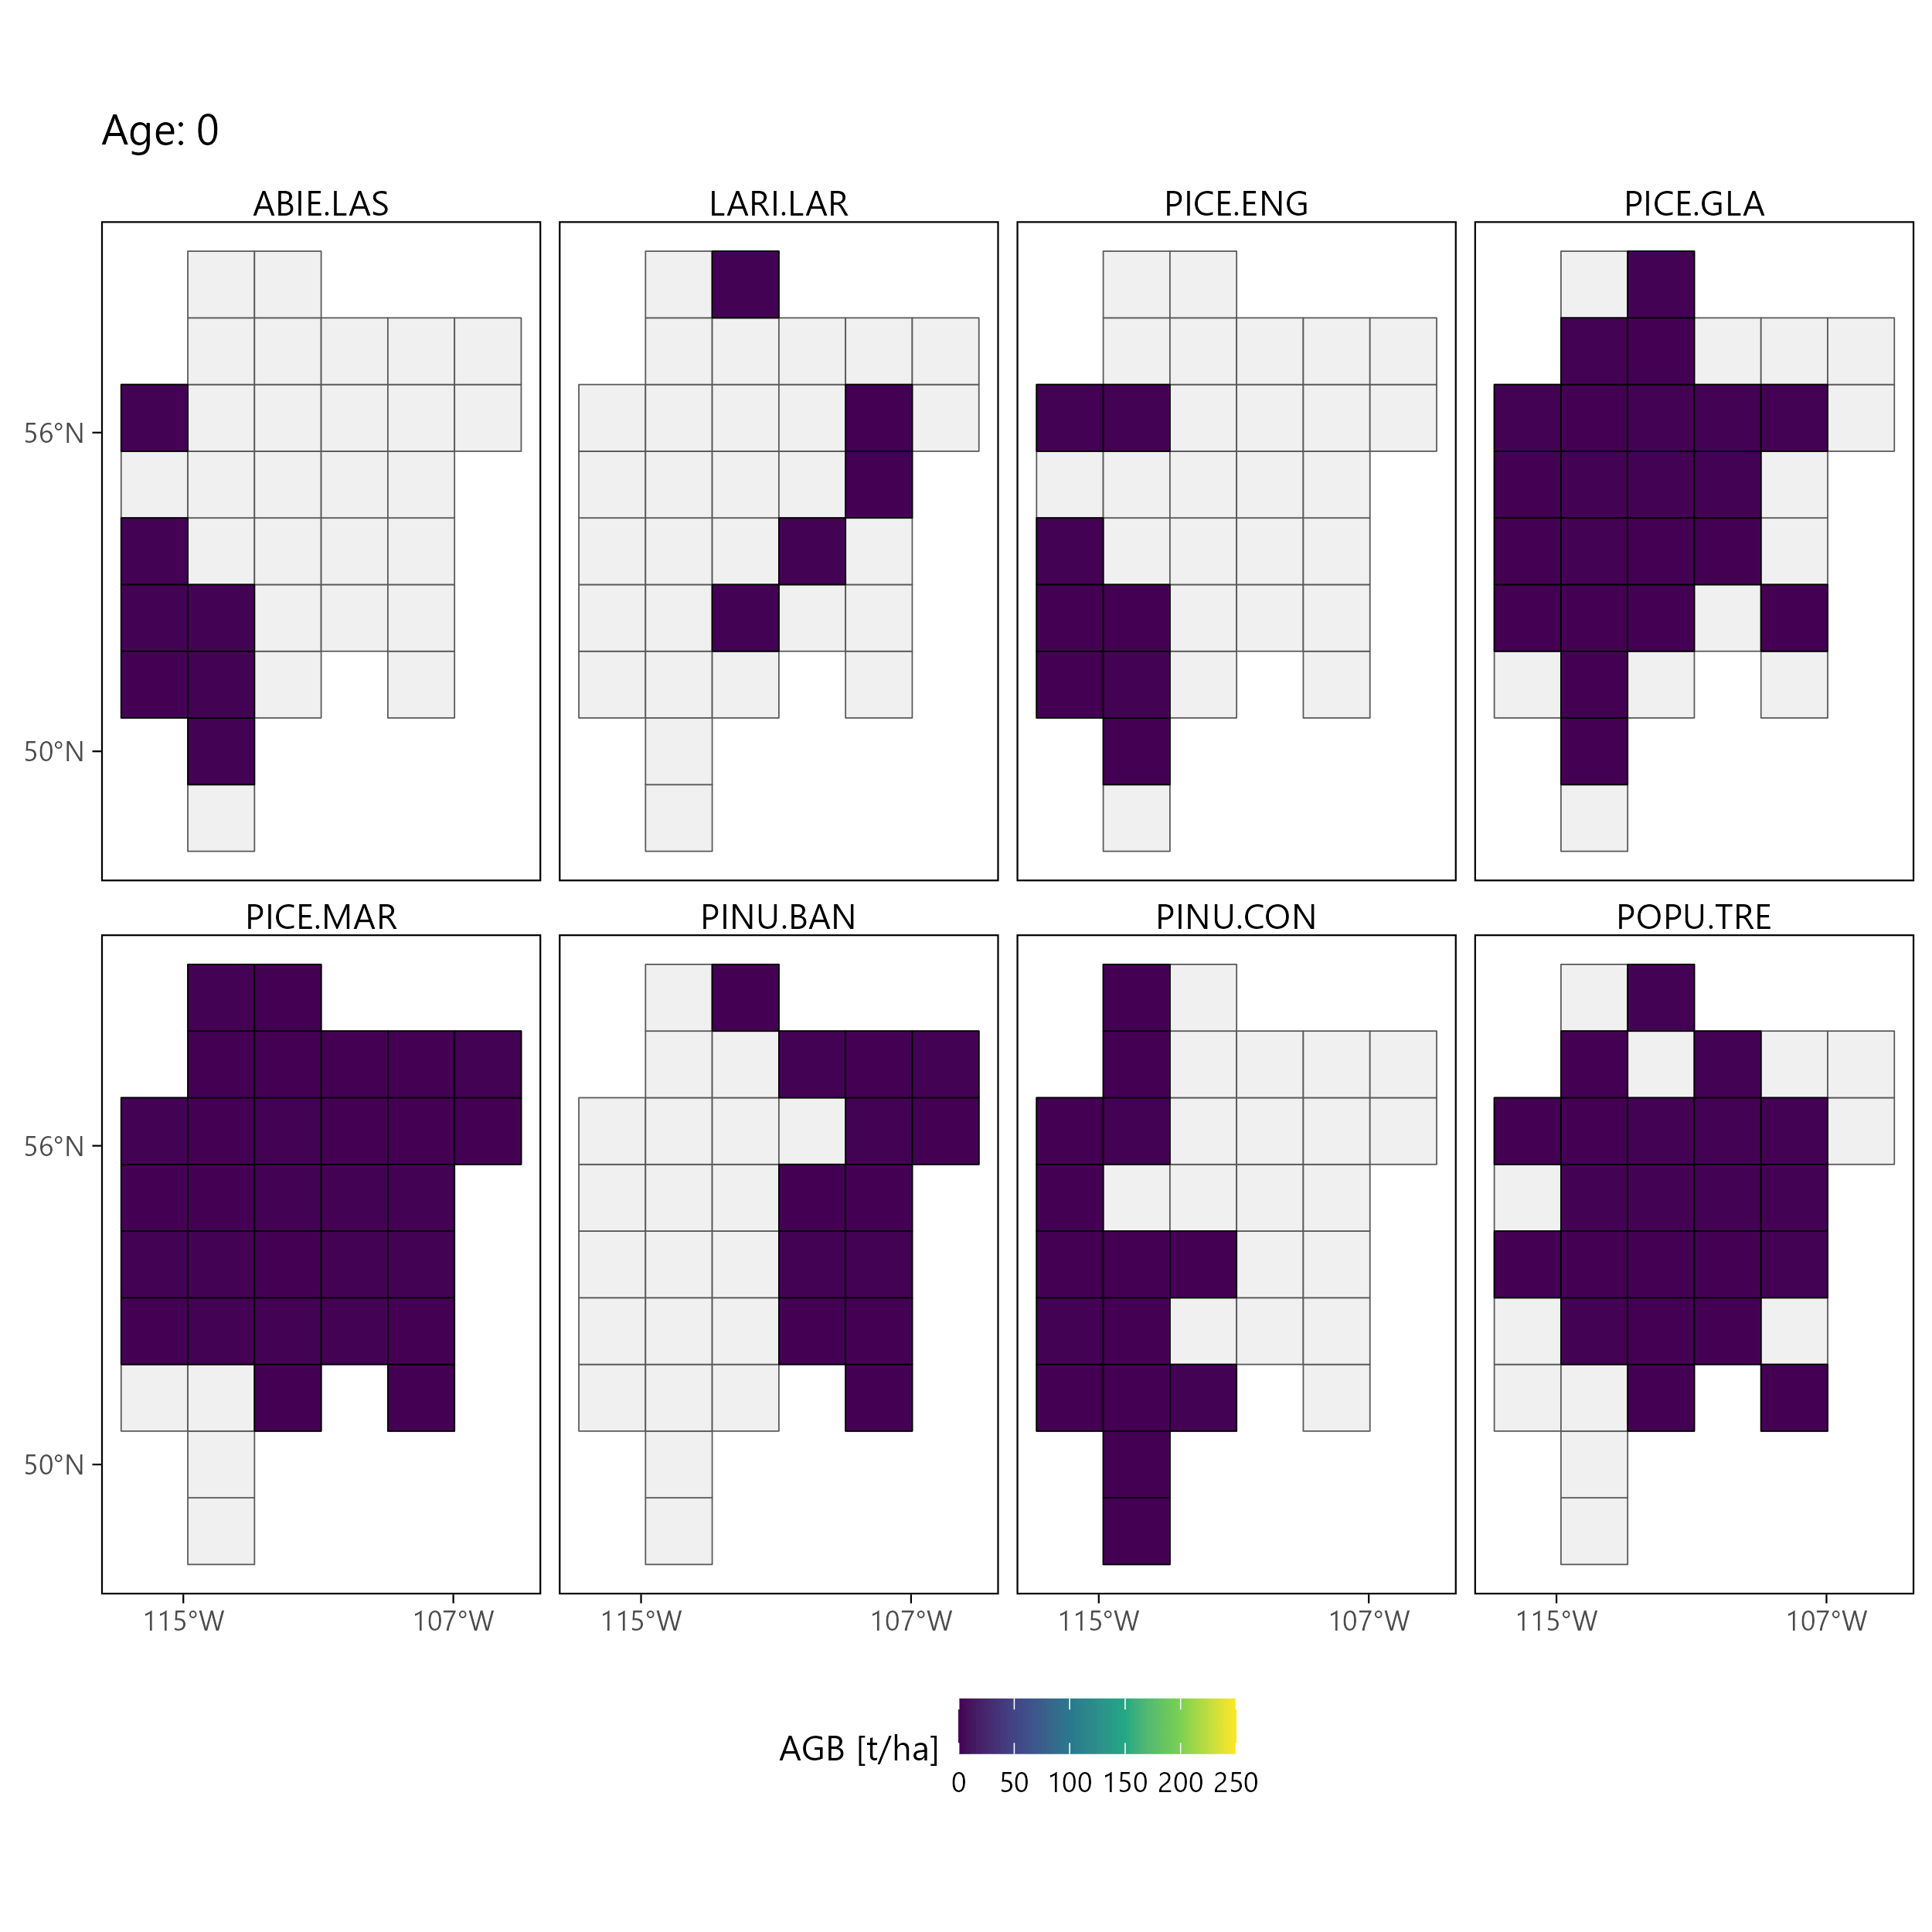 Age: 0
ABIE.LAS LARI.LAR PICE.ENG PICE.GLA
56°N
50°N
PICE.MAR PINU.BAN PINU.CON POPU.TRE
56°N
50°N
115°W 107°W 115°W 107°W 115°W 107°W 115°W 107°W
AGB [t/ha]
0 50 100 150 200 250